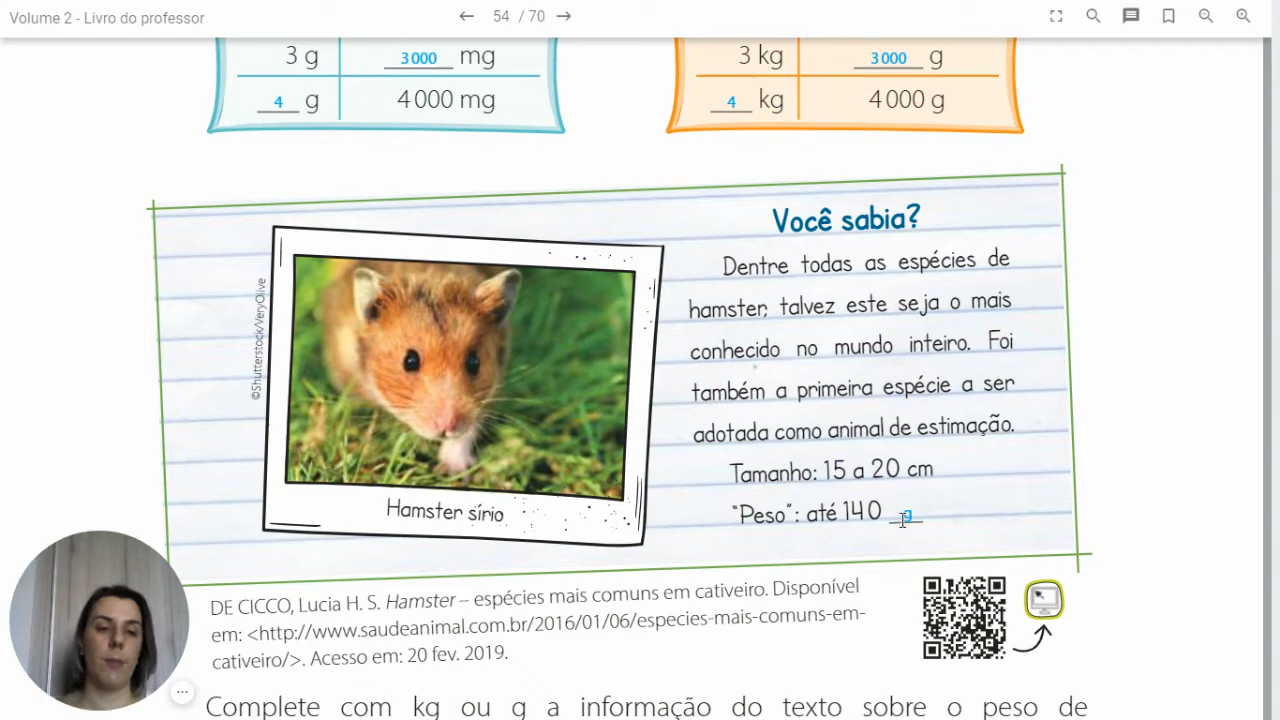 Volume 2 - Livro do professor
54 / 70
3 g 3000 mg
4 g 4 000 mg
3 kg 3000 g
4 kg 4 000 g
©Shutterstock/VeryOlive
Hamster sírio
Você sabia?
Dentre todas as espécies de
hamster, talvez este seja o mais
conhecido no mundo inteiro. Foi
também a primeira espécie a ser
adotada como animal de estimação.
Tamanho: 15 a 20 cm
"Peso": até 140 g
DE CICCO, Lucia H. S. Hamster – espécies mais comuns em cativeiro. Disponível
em: <http://www.saudeanimal.com.br/2016/01/06/especies-mais-comuns-em-
cativeiro/>. Acesso em: 20 fev. 2019.
Complete com kg ou g a informação do texto sobre o peso de